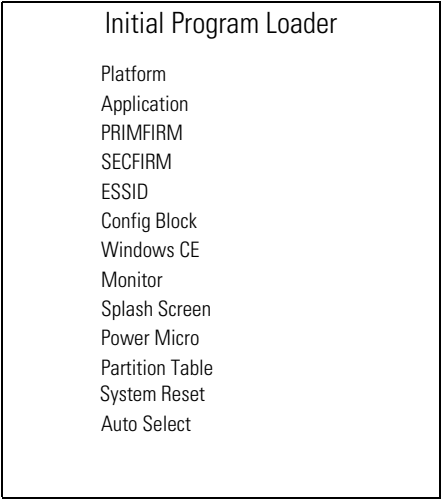 Initial Program Loader
Platform
Application
PRIMFIRM
SECFIRM
ESSID
Config Block
Windows CE
Monitor
Splash Screen
Power Micro
Partition Table
System Reset
Auto Select